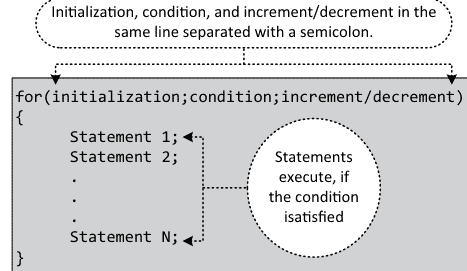 Initialization, condition, and increment/decrement in the
same line separated with a semicolon.
for(initialization;condition;increment/decrement)
{
Statement 1;
Statement 2;
.
.
.
Statement N;
}
Statements
execute, if
the condition
isatisfied